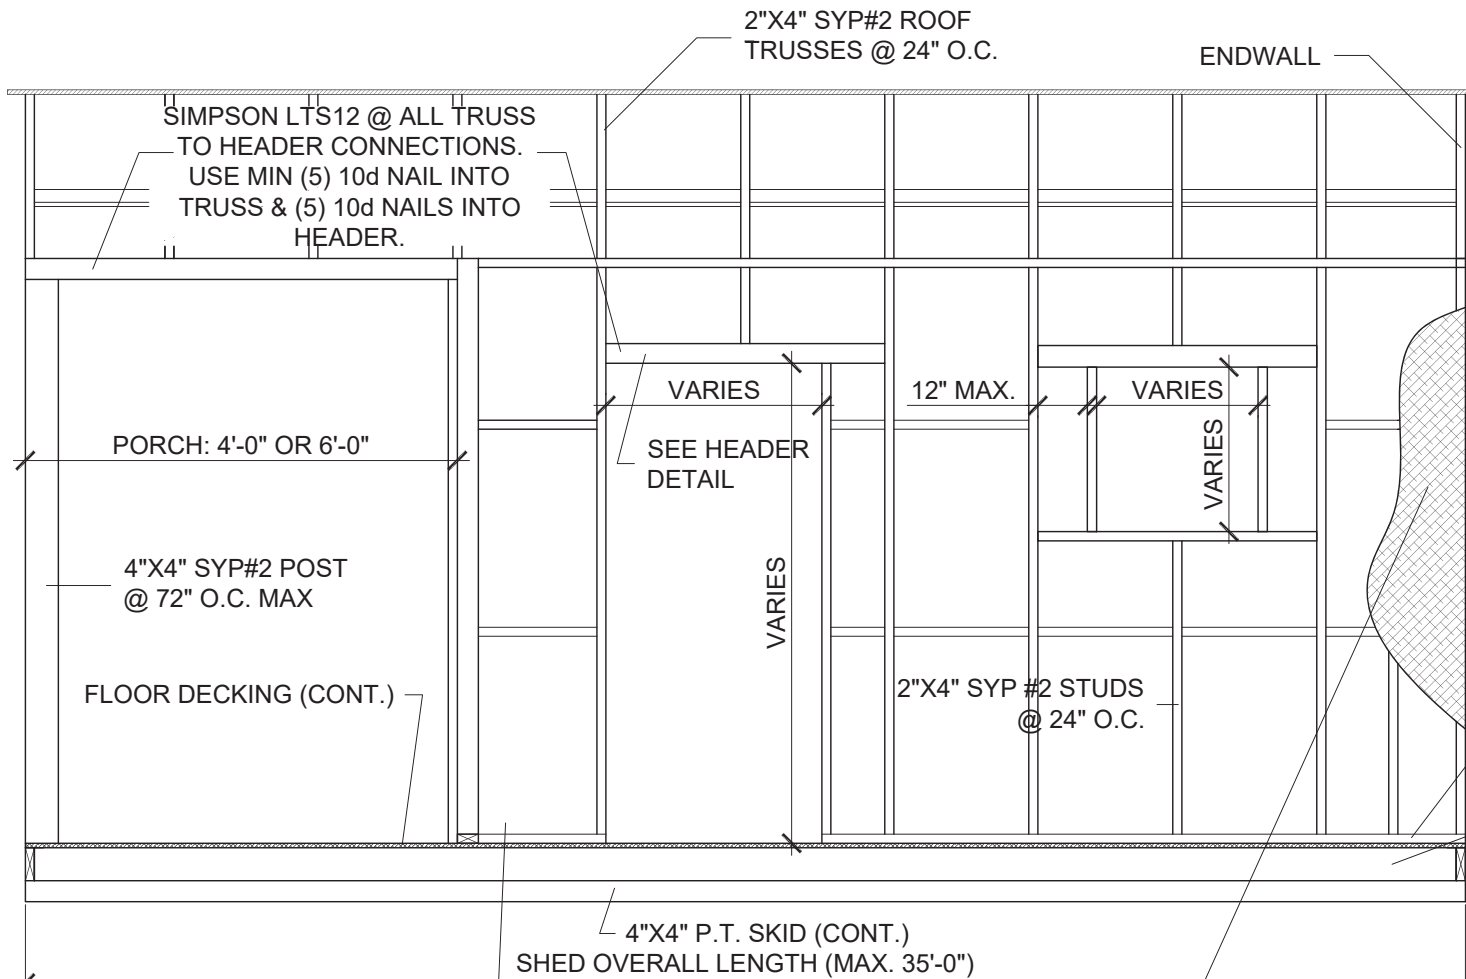 2"X4" SYP#2 ROOF
TRUSSES @ 24" O.C.
ENDWALL
SIMPSON LTS12 @ ALL TRUSS
TO HEADER CONNECTIONS.
USE MIN (5) 10d NAIL INTO
TRUSS & (5) 10d NAILS INTO
HEADER.
VARIES
12" MAX.
VARIES
PORCH: 4'-0" OR 6'-0"
SEE HEADER
DETAIL
VARIES
4"X4" SYP#2 POST
@ 72" O.C. MAX
VARIES
FLOOR DECKING (CONT.)
2"X4" SYP #2 STUDS
@ 24" O.C.
4"X4" P.T. SKID (CONT.)
SHED OVERALL LENGTH (MAX. 35'-0")